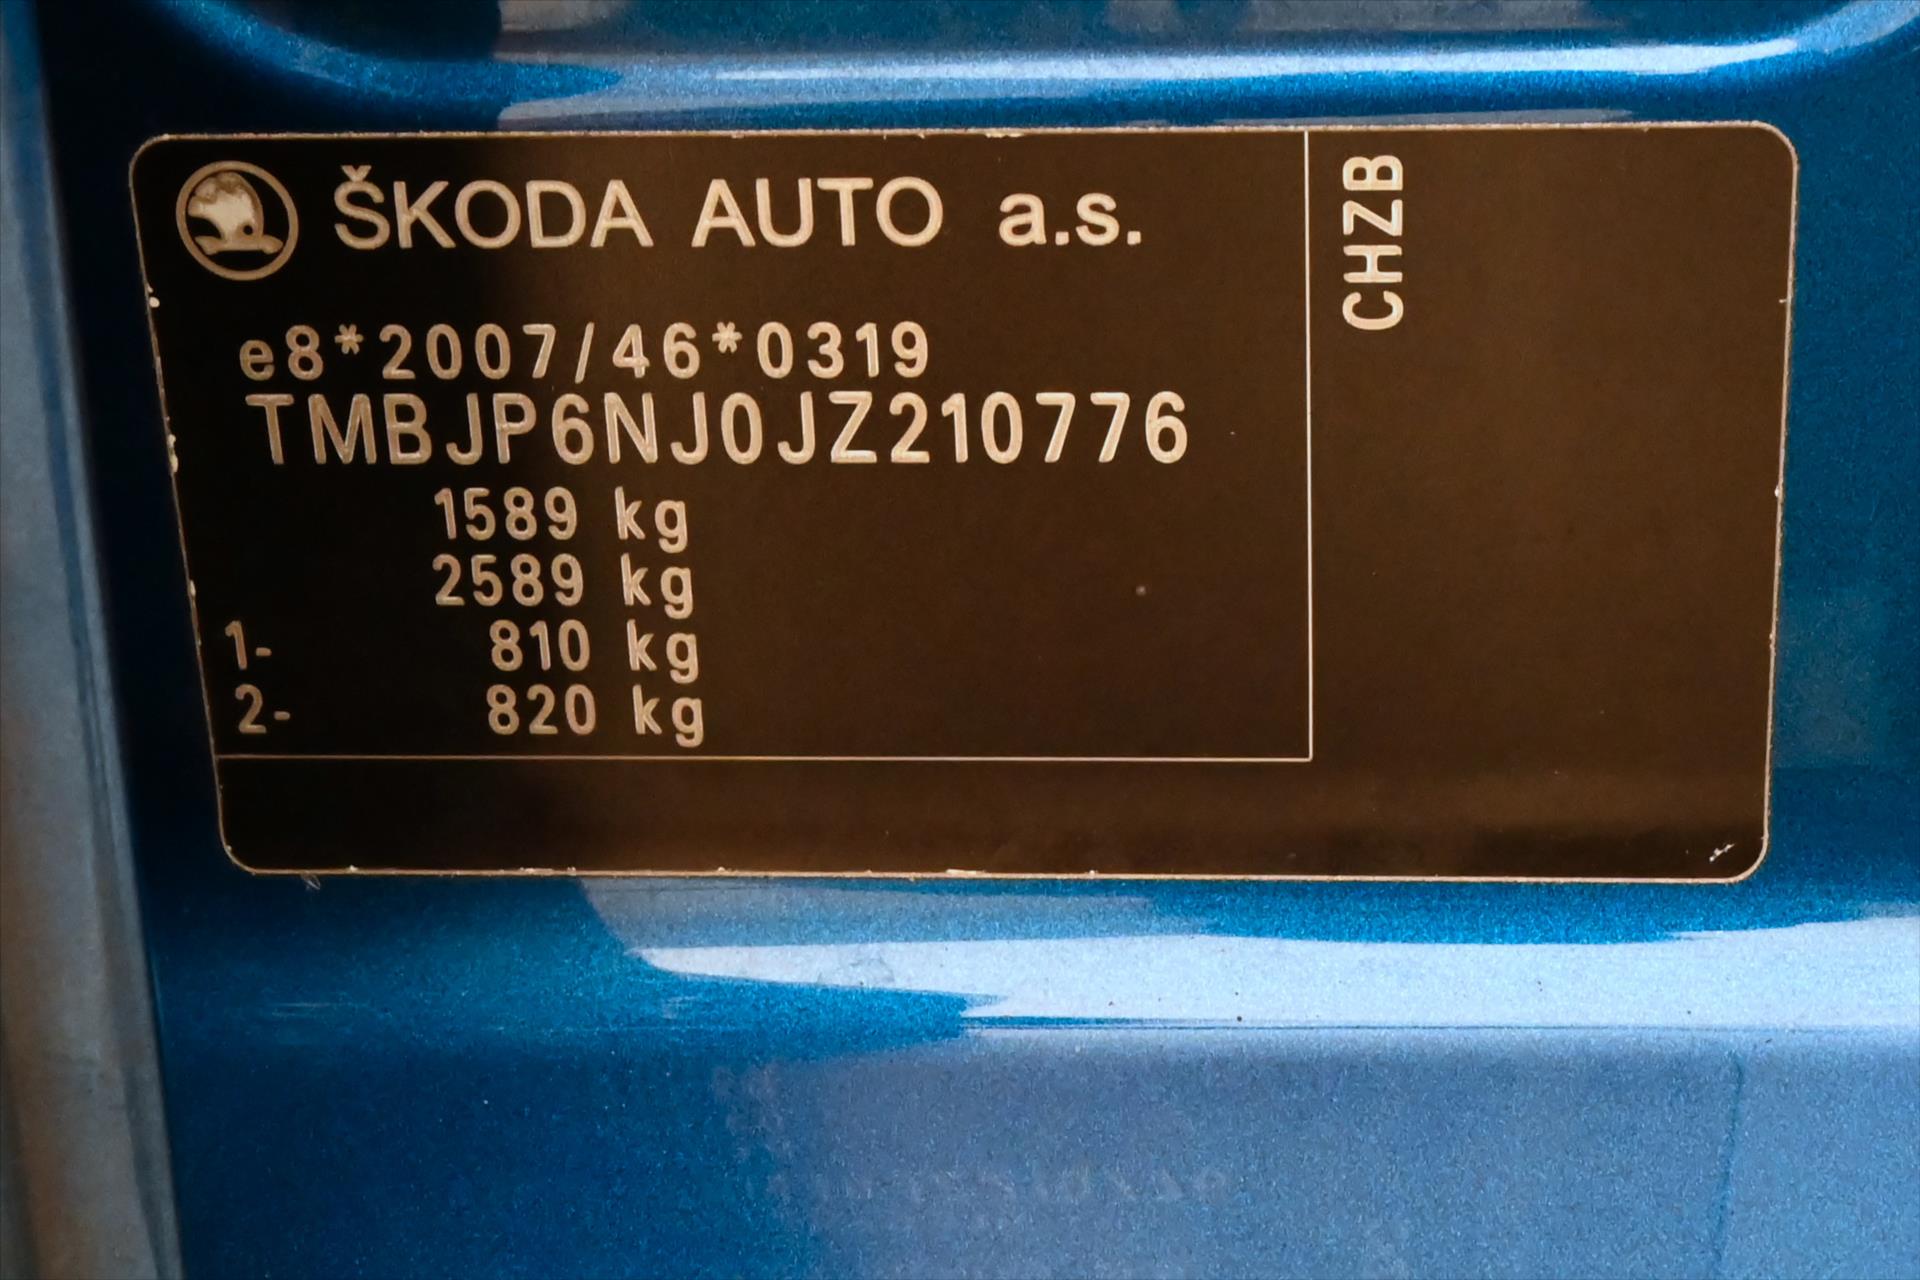 ŠKODA AUTO a.s.
e8*2007/46*0319
TMBJP6NJ0JZ210776
1589 kg
2589 kg
1- 810 kg
2- 820 kg
CHZB